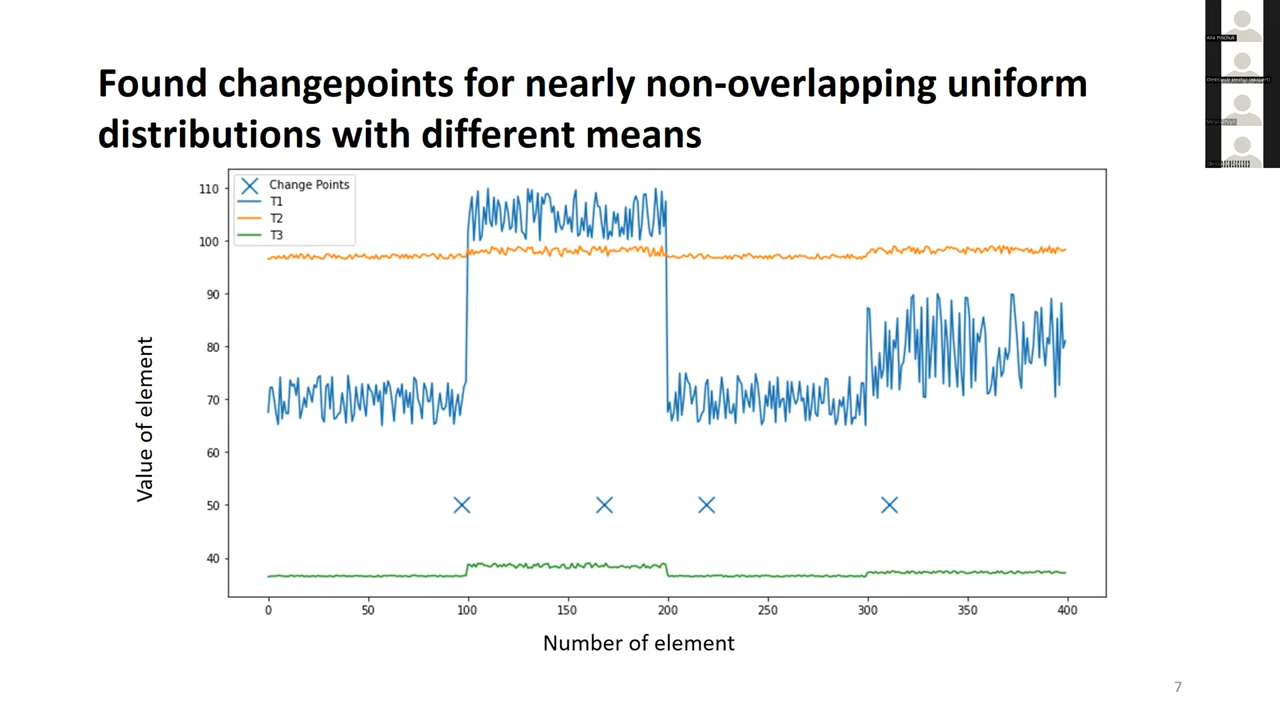 Found changepoints for nearly non-overlapping uniform
distributions with different means
Change Points
T1
T2
T3
110
100
90
80
70
60
50
40
0
50
100
150
200
250
300
350
400
Value of element
Number of element
7